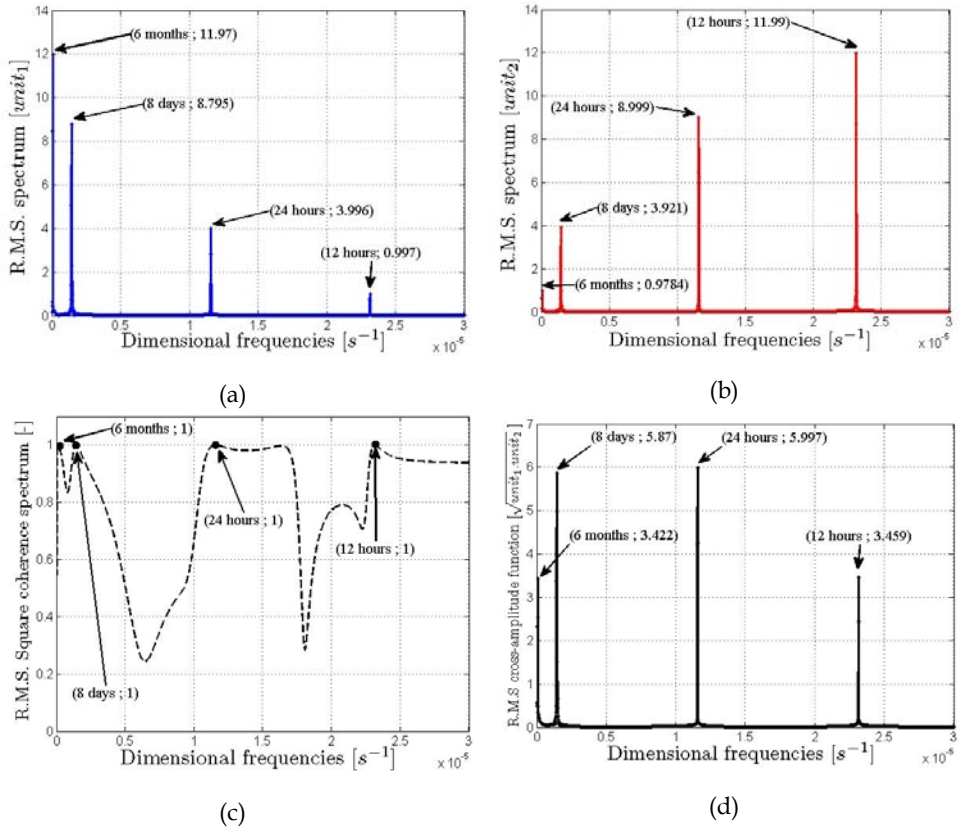 R.M.S. spectrum [unit₁]
14
12
10
8
6
4
2
0
(6 months ; 11.97)
(8 days ; 8.795)
(24 hours ; 3.996)
(12 hours; 0.997)
0 0.5 1 1.5 2 2.5 3
x 10⁻⁵
Dimensional frequencies [s⁻¹]
(a)
R.M.S. spectrum [unit₂]
14
12
10
8
6
4
2
0
(12 hours ; 11.99)
(24 hours ; 8.999)
(8 days ; 3.921)
(6 months ; 0.9784)
0 0.5 1 1.5 2 2.5 3
x 10⁻⁵
Dimensional frequencies [s⁻¹]
(b)
R.M.S. Square coherence spectrum [-]
1
0.8
0.6
0.4
0.2
0
(6 months ; 1)
(24 hours ; 1)
(12 hours ; 1)
(8 days ; 1)
0 0.5 1 1.5 2 2.5 3
x 10⁻⁵
Dimensional frequencies [s⁻¹]
(c)
R.M.S cross-amplitude function [√unit₁.unit₂]
7
6
5
4
3
2
1
0
(8 days ; 5.87)
(24 hours ; 5.997)
(6 months ; 3.422)
(12 hours ; 3.459)
0 0.5 1 1.5 2 2.5 3
x 10⁻⁵
Dimensional frequencies [s⁻¹]
(d)